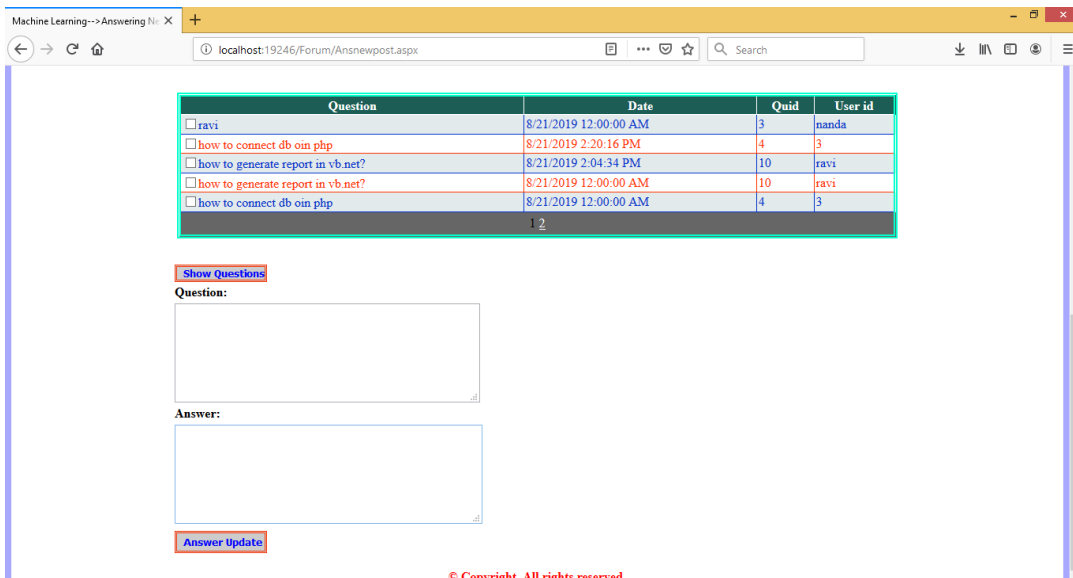 Machine Learning-->Answering Ne
localhost:19246/Forum/Ansnewpost.aspx
Search
Question Date Quid User id
ravi 8/21/2019 12:00:00 AM 3 nanda
how to connect db oin php 8/21/2019 2:20:16 PM 4 3
how to generate report in vb.net? 8/21/2019 2:04:34 PM 10 ravi
how to generate report in vb.net? 8/21/2019 12:00:00 AM 10 ravi
how to connect db oin php 8/21/2019 12:00:00 AM 4 3
1 2
Show Questions
Question:
Answer:
Answer Update
© Copyright. All rights reserved